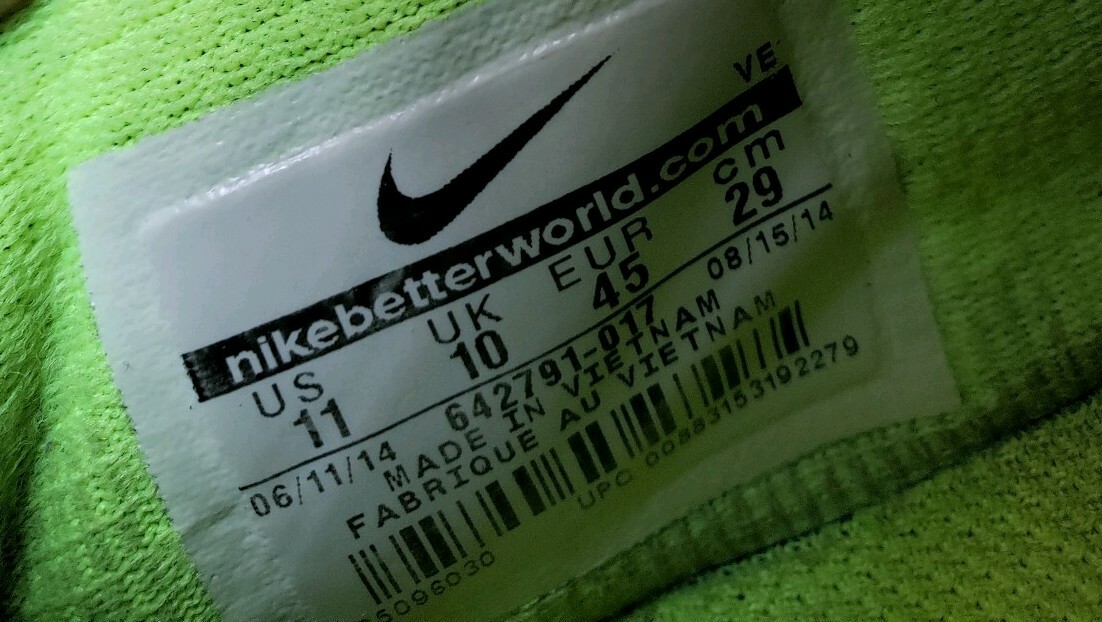 VE
nikebetterworld.com
US UK EUR cm
11 10 45 29
06/11/14 642791-017 08/15/14
MADE IN VIETNAM
FABRIQUE AU VIETNAM
UPC 00883153192279
5096030